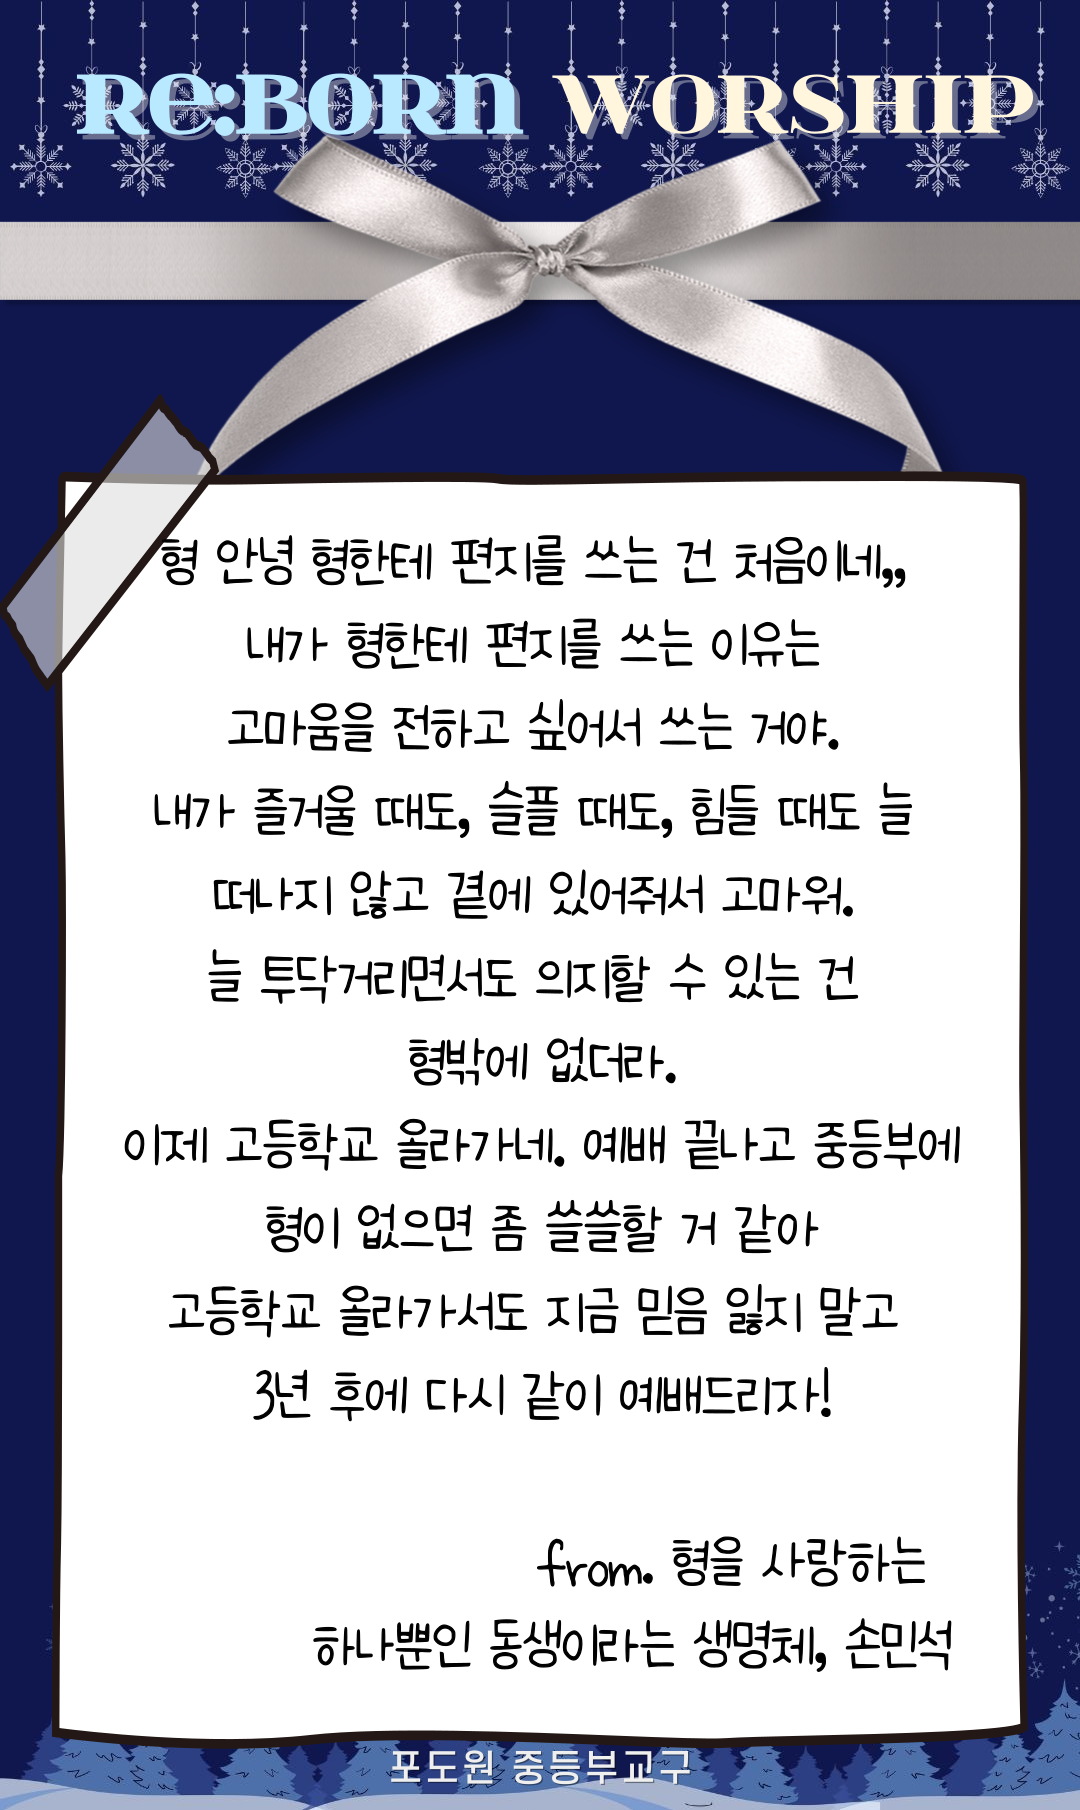 Re:BORN WORSHIP
형 안녕 형한테 편지를 쓰는 건 처음이네,,
내가 형한테 편지를 쓰는 이유는
고마움을 전하고 싶어서 쓰는 거야.
내가 즐거울 때도, 슬플 때도, 힘들 때도 늘
떠나지 않고 곁에 있어줘서 고마워.
늘 투닥거리면서도 의지할 수 있는 건
형밖에 없더라.
이제 고등학교 올라가네. 예배 끝나고 중등부에
형이 없으면 좀 쓸쓸할 거 같아
고등학교 올라가서도 지금 믿음 잃지 말고
3년 후에 다시 같이 예배드리자!
from. 형을 사랑하는
하나뿐인 동생이라는 생명체, 손민석
포도원 중등부교구